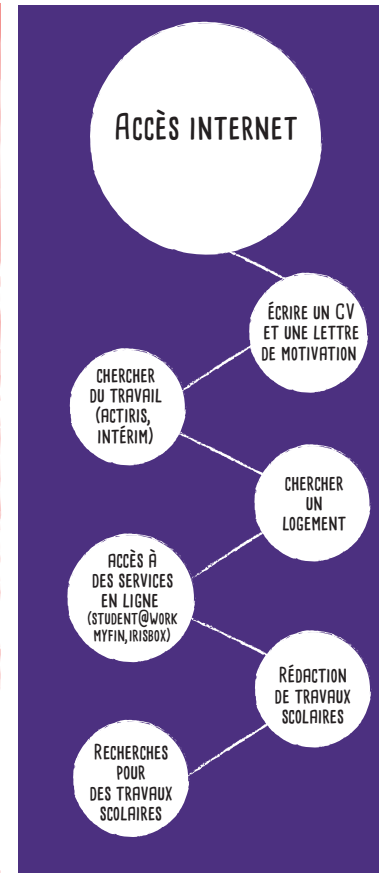 Accès internet
Écrire un CV
et une lettre
de motivation
chercher
du travail
(Actiris,
intérim)
chercher
un
logement
Accès à
des services
en ligne
(student@work
myfin,irisbox)
Rédaction
de travaux
scolaires
Recherches
pour
des travaux
scolaires